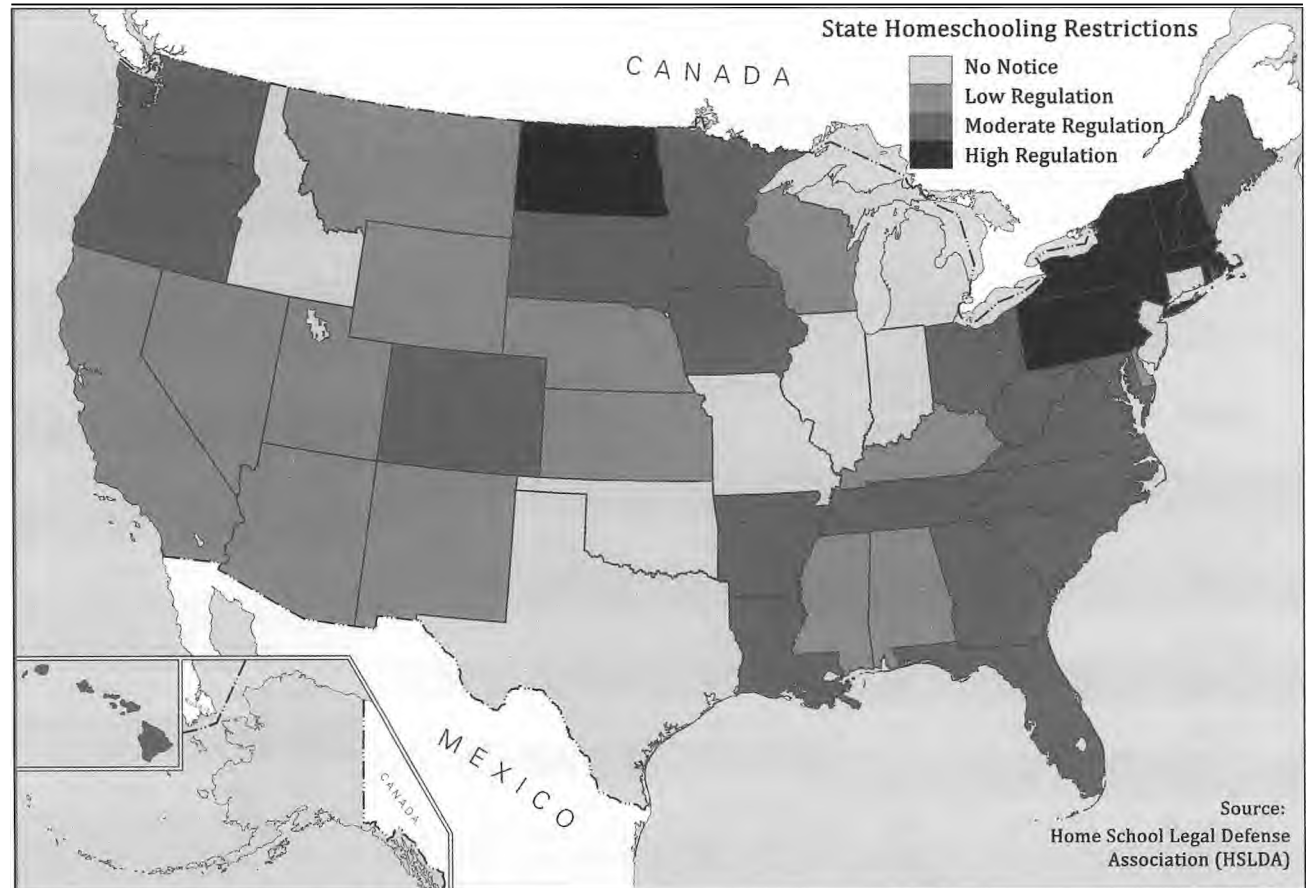 State Homeschooling Restrictions
No Notice
Low Regulation
Moderate Regulation
High Regulation
CANADA
MEXICO
CANADA
Source:
Home School Legal Defense
Association (HSLDA)